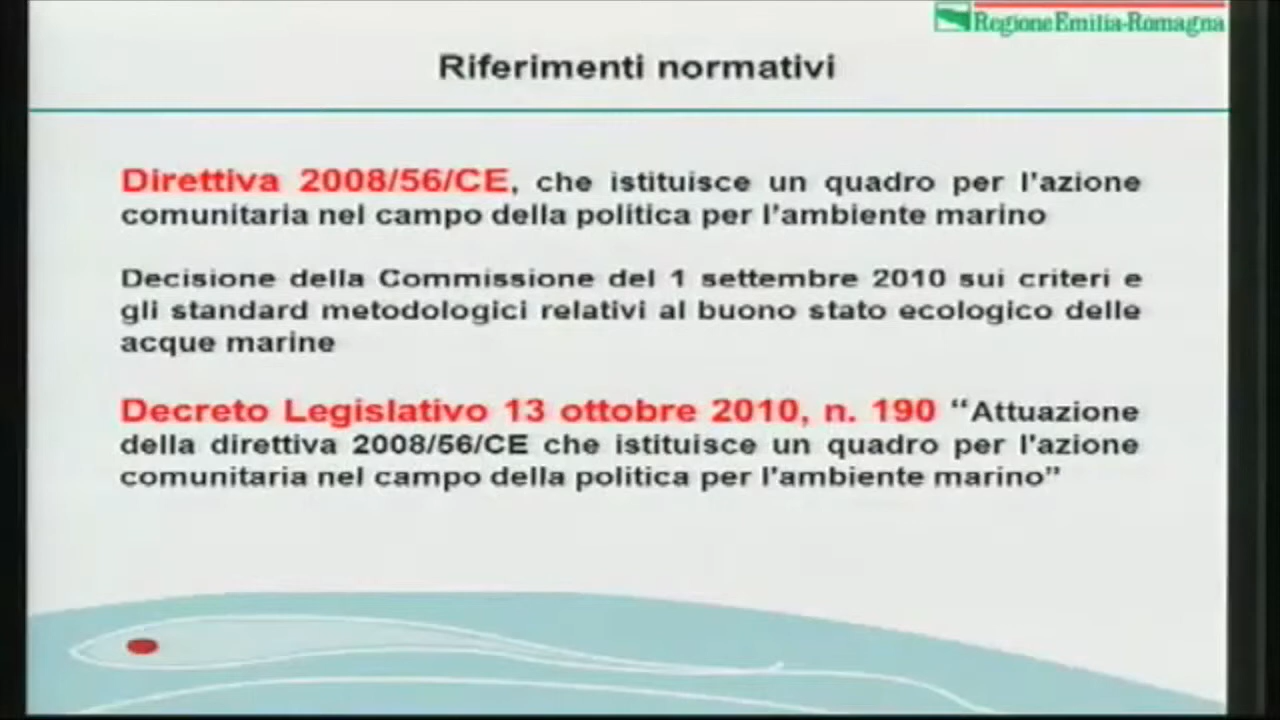 Regione Emilia-Romagna
Riferimenti normativi
Direttiva 2008/56/CE, che istituisce un quadro per l'azione
comunitaria nel campo della politica per l'ambiente marino
Decisione della Commissione del 1 settembre 2010 sui criteri e
gli standard metodologici relativi al buono stato ecologico delle
acque marine
Decreto Legislativo 13 ottobre 2010, n. 190 “Attuazione
della direttiva 2008/56/CE che istituisce un quadro per l'azione
comunitaria nel campo della politica per l'ambiente marino”